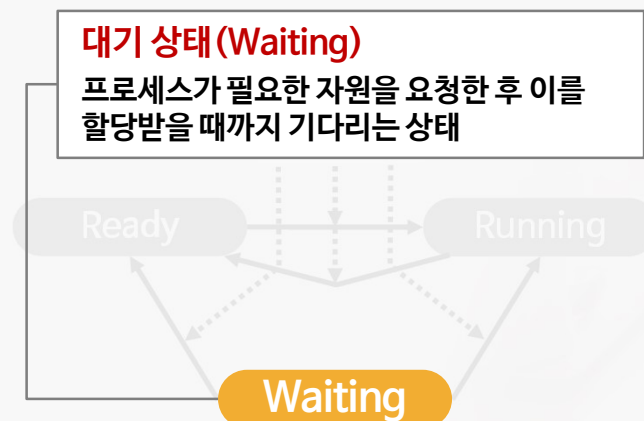 대기 상태(Waiting)
프로세스가 필요한 자원을 요청한 후 이를
할당받을 때까지 기다리는 상태
Ready
Running
Waiting